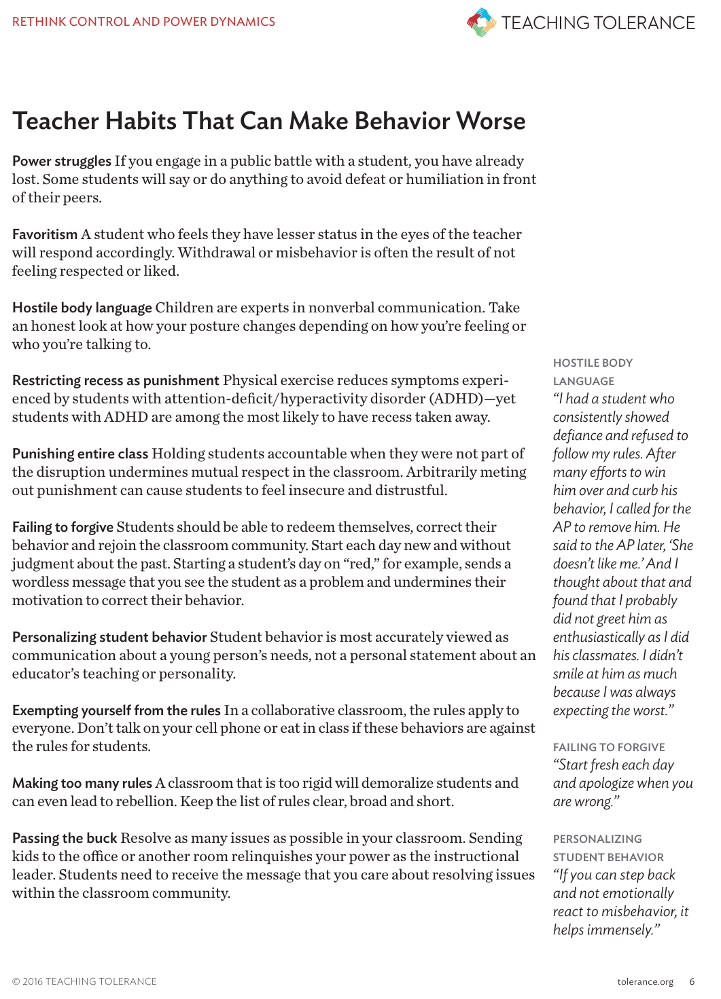 RETHINK CONTROL AND POWER DYNAMICS
TEACHING TOLERANCE
Teacher Habits That Can Make Behavior Worse
Power struggles If you engage in a public battle with a student, you have already
lost. Some students will say or do anything to avoid defeat or humiliation in front
of their peers.
Favoritism A student who feels they have lesser status in the eyes of the teacher
will respond accordingly. Withdrawal or misbehavior is often the result of not
feeling respected or liked.
Hostile body language Children are experts in nonverbal communication. Take
an honest look at how your posture changes depending on how you’re feeling or
who you’re talking to.
Restricting recess as punishment Physical exercise reduces symptoms experi-
enced by students with attention-deficit/hyperactivity disorder (ADHD)—yet
students with ADHD are among the most likely to have recess taken away.
Punishing entire class Holding students accountable when they were not part of
the disruption undermines mutual respect in the classroom. Arbitrarily meting
out punishment can cause students to feel insecure and distrustful.
Failing to forgive Students should be able to redeem themselves, correct their
behavior and rejoin the classroom community. Start each day new and without
judgment about the past. Starting a student’s day on “red,” for example, sends a
wordless message that you see the student as a problem and undermines their
motivation to correct their behavior.
Personalizing student behavior Student behavior is most accurately viewed as
communication about a young person’s needs, not a personal statement about an
educator’s teaching or personality.
Exempting yourself from the rules In a collaborative classroom, the rules apply to
everyone. Don’t talk on your cell phone or eat in class if these behaviors are against
the rules for students.
Making too many rules A classroom that is too rigid will demoralize students and
can even lead to rebellion. Keep the list of rules clear, broad and short.
Passing the buck Resolve as many issues as possible in your classroom. Sending
kids to the office or another room relinquishes your power as the instructional
leader. Students need to receive the message that you care about resolving issues
within the classroom community.
HOSTILE BODY
LANGUAGE
“I had a student who
consistently showed
defiance and refused to
follow my rules. After
many efforts to win
him over and curb his
behavior, I called for the
AP to remove him. He
said to the AP later, ‘She
doesn’t like me.’ And I
thought about that and
found that I probably
did not greet him as
enthusiastically as I did
his classmates. I didn’t
smile at him as much
because I was always
expecting the worst.”
FAILING TO FORGIVE
“Start fresh each day
and apologize when you
are wrong.”
PERSONALIZING
STUDENT BEHAVIOR
“If you can step back
and not emotionally
react to misbehavior, it
helps immensely.”
© 2016 TEACHING TOLERANCE
tolerance.org 6